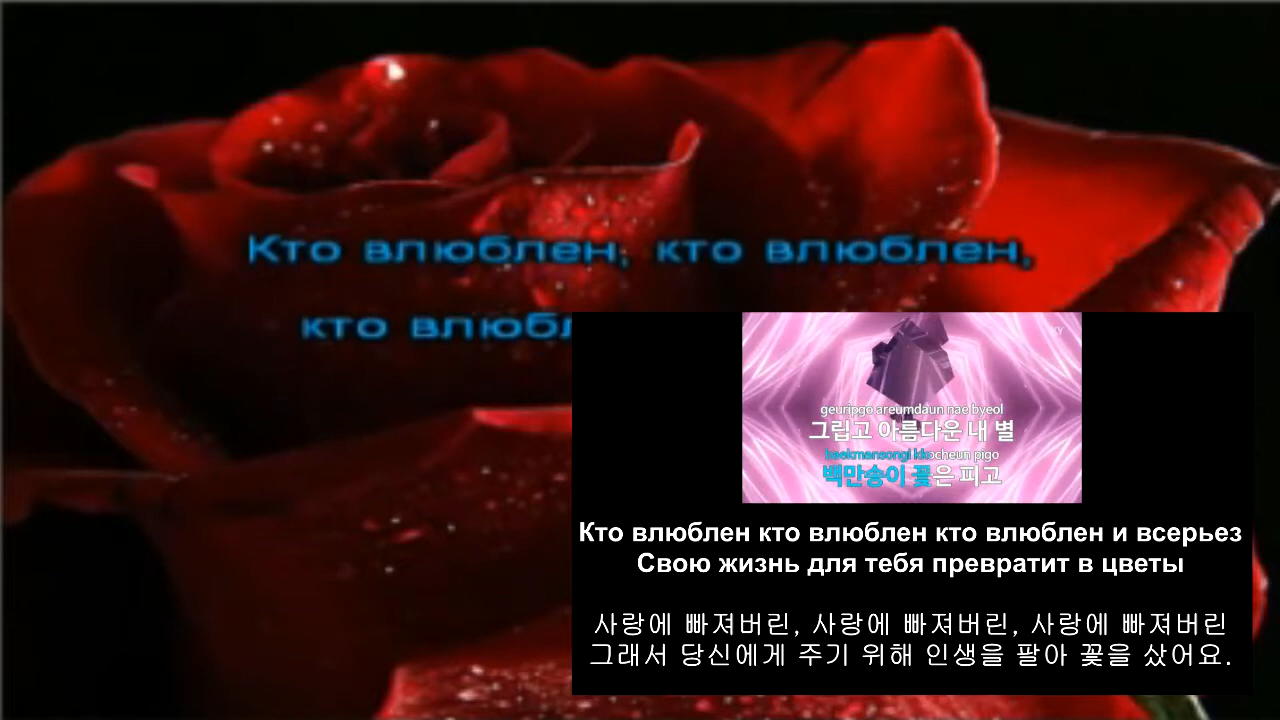 Кто влюблен, кто влюблен,
кто влюбл
geuripgo areumdaun nae byeol
그립고 아름다운 내 별
baekmansongi kkocheun pigo
백만송이 꽃은 피고
Кто влюблен кто влюблен кто влюблен и всерьез
Свою жизнь для тебя превратит в цветы
사랑에 빠져버린, 사랑에 빠져버린, 사랑에 빠져버린
그래서 당신에게 주기 위해 인생을 팔아 꽃을 샀어요.